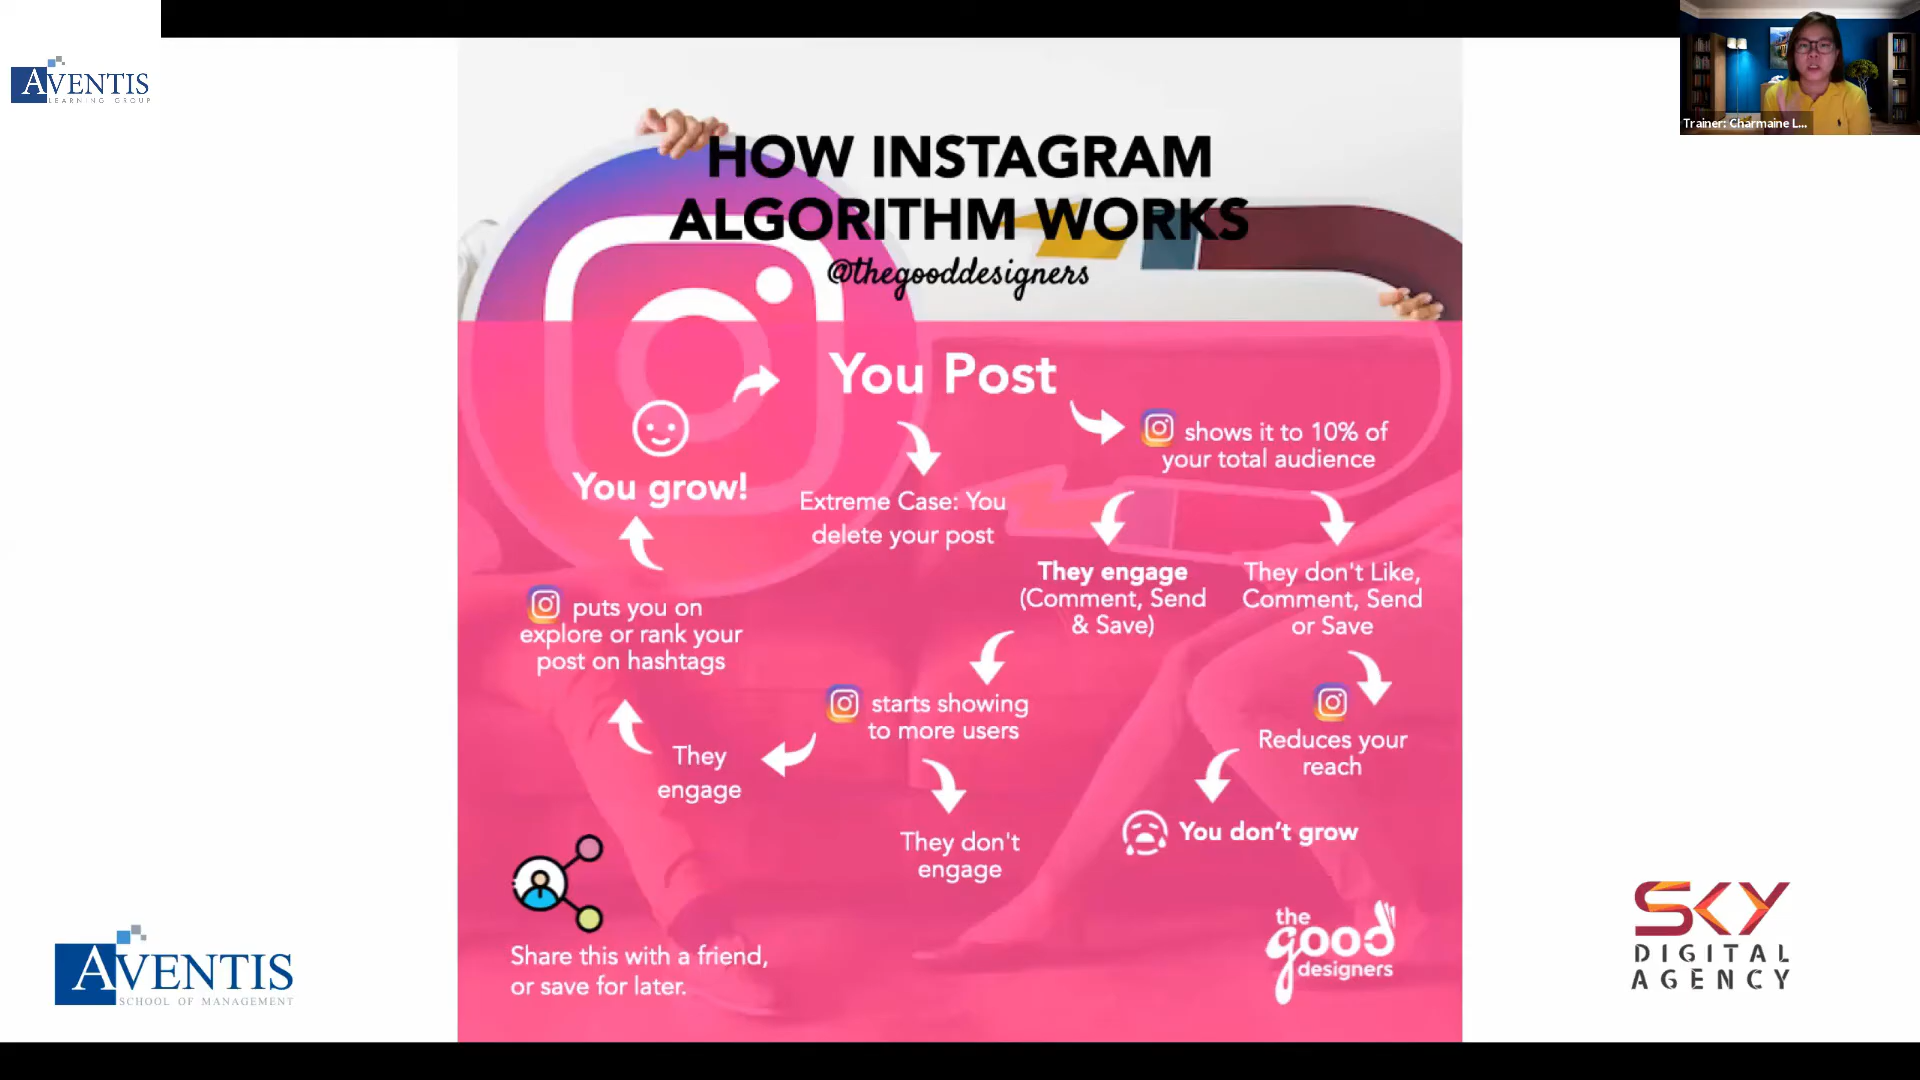 AVENTIS
LEARNING GROUP
Trainer: Charmaine L...
HOW INSTAGRAM
ALGORITHM WORKS
@thegooddesigners
You Post
shows it to 10% of
your total audience
You grow!
Extreme Case: You
delete your post
They engage
(Comment, Send
& Save)
They don't Like,
Comment, Send
or Save
puts you on
explore or rank your
post on hashtags
starts showing
to more users
Reduces your
reach
They
engage
They don't
engage
You don't grow
Share this with a friend,
or save for later.
the
good
designers
AVENTIS
SCHOOL OF MANAGEMENT
SKY
DIGITAL
AGENCY